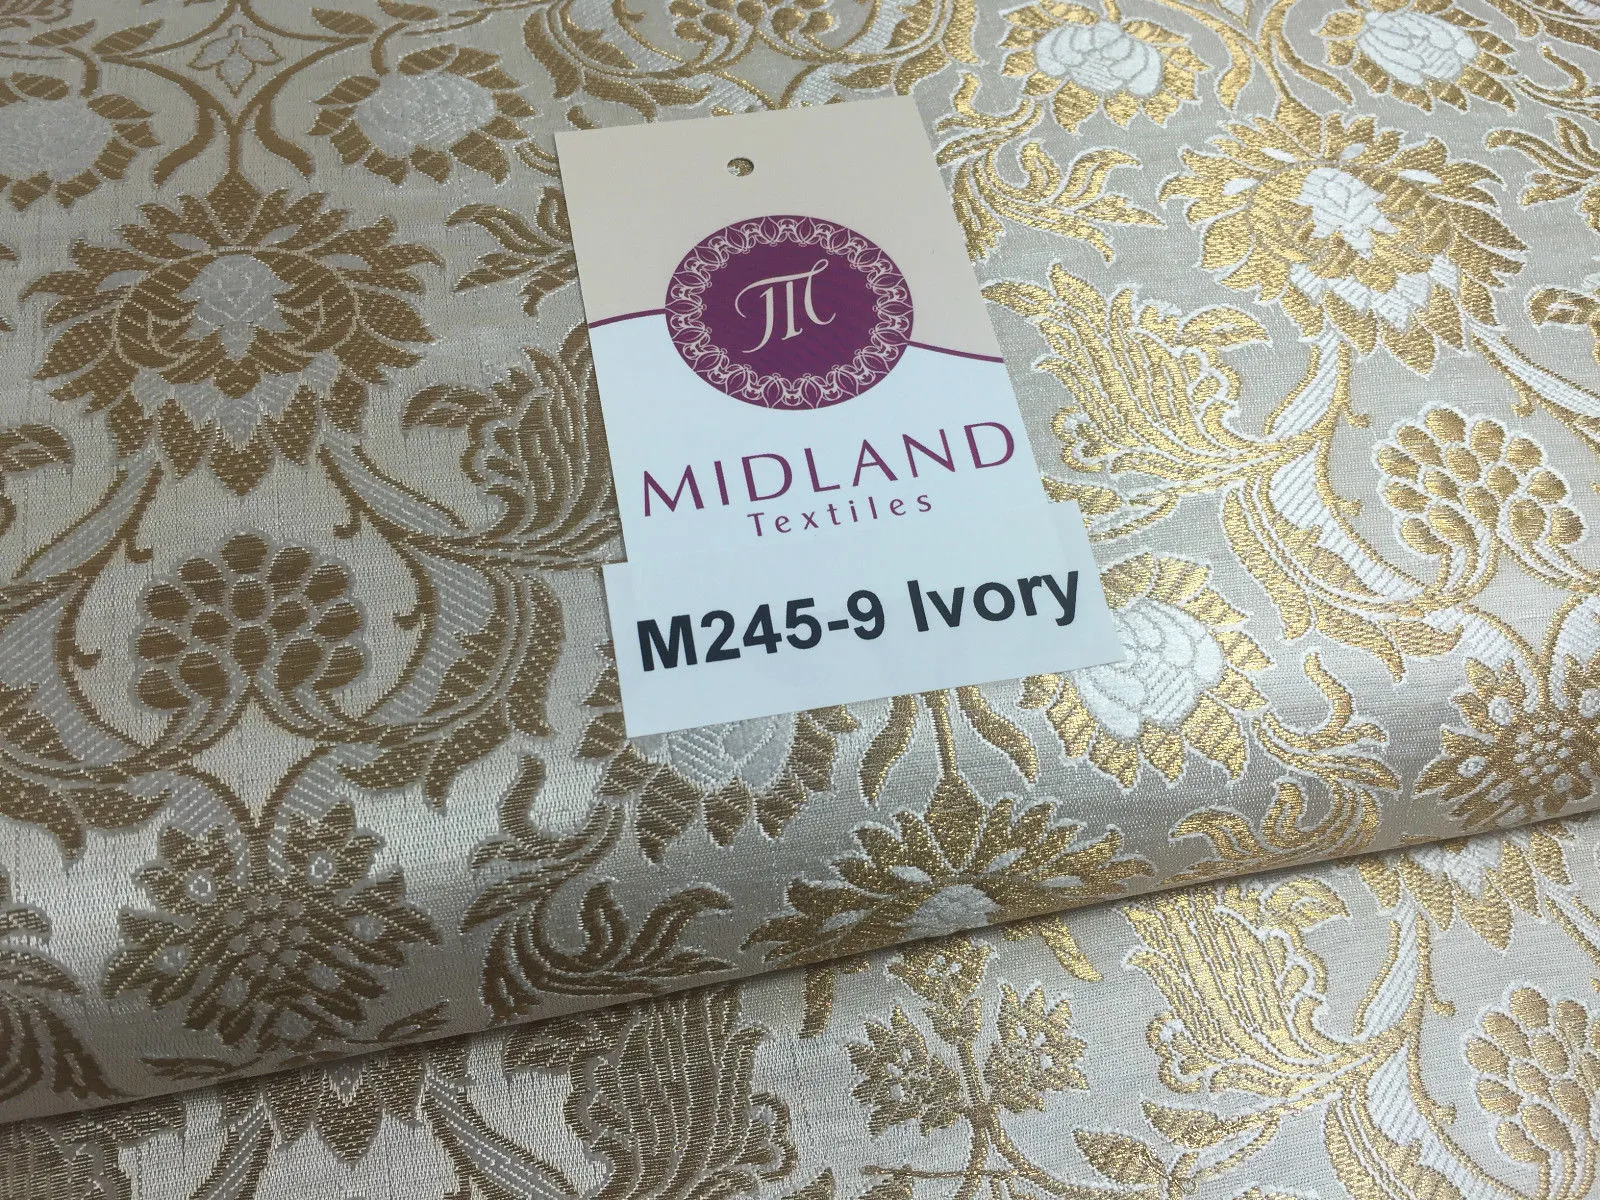 M
MIDLAND
Textiles
M245-9 Ivory